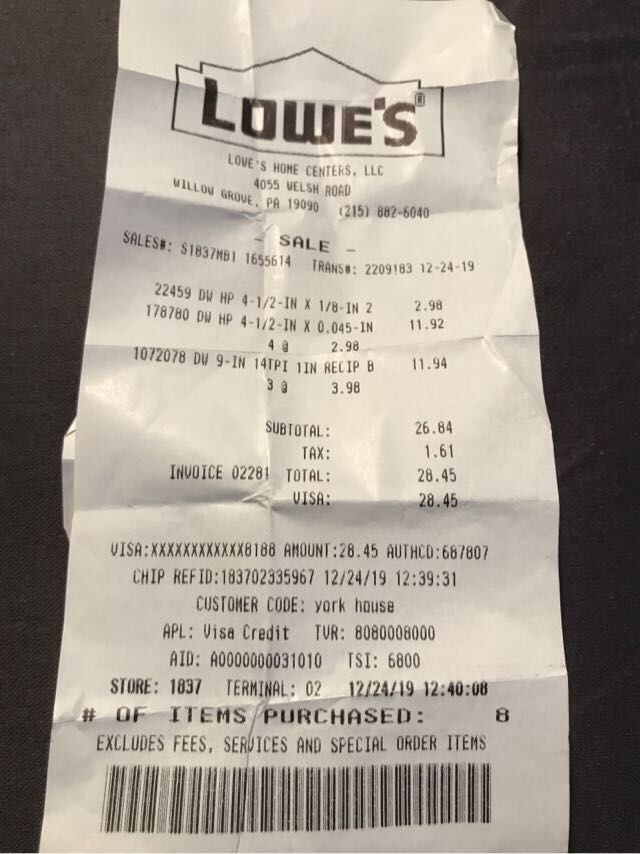 LOWE'S®
LOWE'S HOME CENTERS, LLC
4055 WELSH ROAD
WILLOW GROVE, PA 19090 (215) 882-6040
- SALE -
SALES#: S1837MB1 1655614 TRANS#: 2209183 12-24-19
22459 DW HP 4-1/2-IN X 1/8-IN 2 2.98
178780 DW HP 4-1/2-IN X 0.045-IN 11.92
4 @ 2.98
1072078 DW 9-IN 14TPI 1IN RECIP B 11.94
3 @ 3.98
SUBTOTAL: 26.84
TAX: 1.61
INVOICE 02281 TOTAL: 28.45
VISA: 28.45
VISA:XXXXXXXXXXXX8188 AMOUNT:28.45 AUTHCD:687807
CHIP REFID:183702335967 12/24/19 12:39:31
CUSTOMER CODE: york house
APL: Visa Credit TVR: 8080008000
AID: A0000000031010 TSI: 6800
STORE: 1837 TERMINAL: 02 12/24/19 12:40:08
# OF ITEMS PURCHASED: 8
EXCLUDES FEES, SERVICES AND SPECIAL ORDER ITEMS